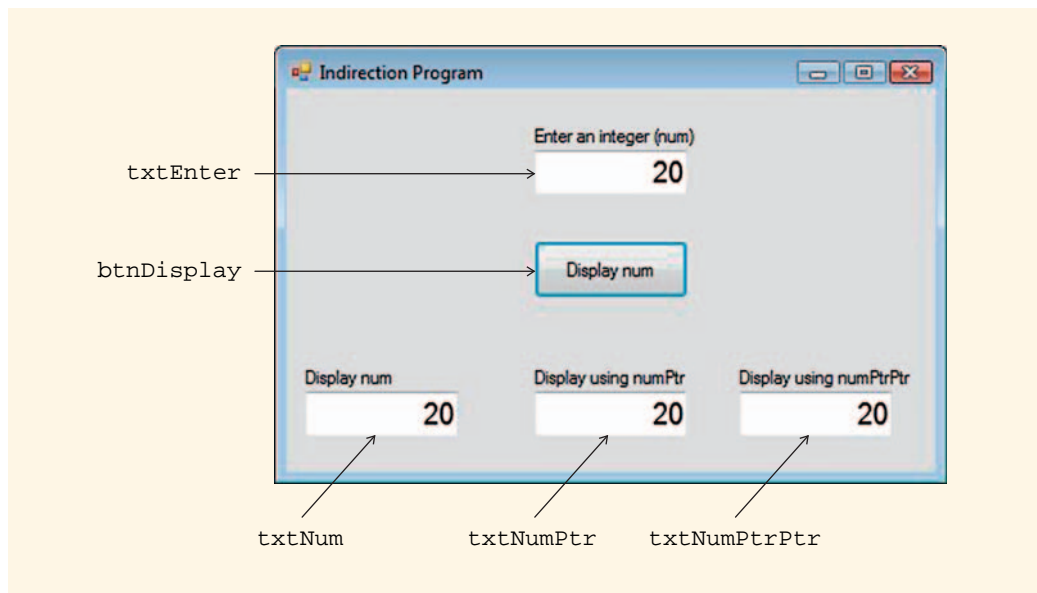 Indirection Program
Enter an integer (num)
txtEnter
20
btnDisplay
Display num
Display num
Display using numPtr
Display using numPtrPtr
20
20
20
txtNum
txtNumPtr
txtNumPtrPtr